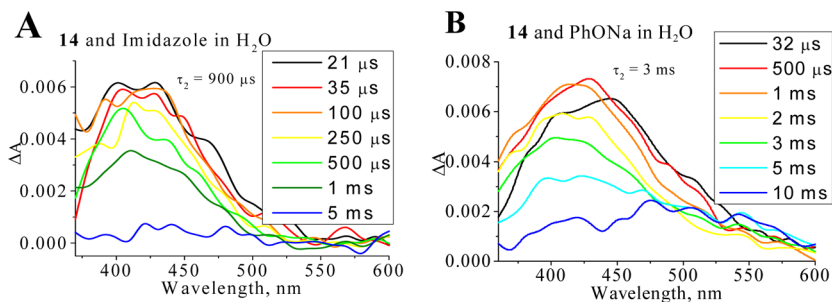 A
14 and Imidazole in H₂O
τ₂ = 900 μs
21 μs
35 μs
100 μs
250 μs
500 μs
1 ms
5 ms
ΔA
0.006
0.004
0.002
0.000
400 450 500 550 600
Wavelength, nm
B
14 and PhONa in H₂O
τ₂ = 3 ms
32 μs
500 μs
1 ms
2 ms
3 ms
5 ms
10 ms
ΔA
0.008
0.006
0.004
0.002
0.000
400 450 500 550 600
Wavelength, nm